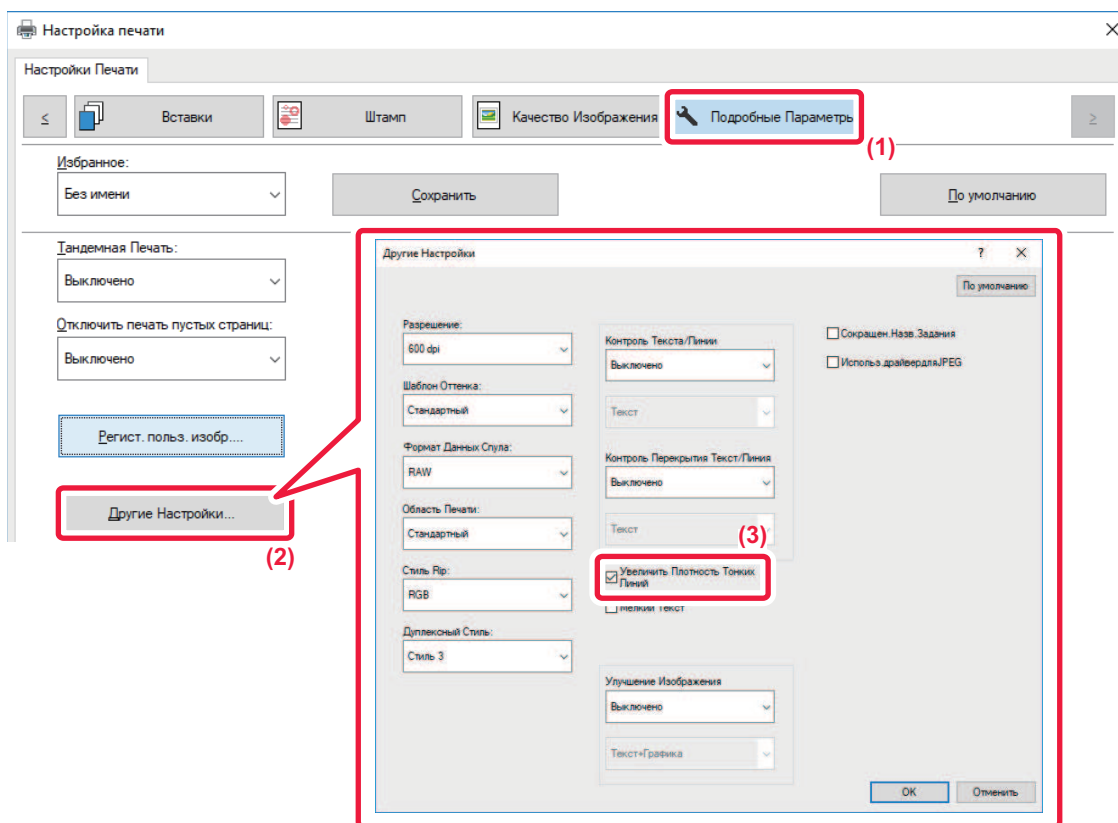 Настройка печати
Настройки Печати
< Вставки Штамп Качество Изображения Подробные Параметрь >
(1)
Избранное:
Без имени Сохранить По умолчанию
Тандемная Печать:
Выключено
Отключить печать пустых страниц:
Выключено
Регист. польз. изобр....
Другие Настройки...
(2)
Другие Настройки ?
По умолчанию
Разрешение:
600 dpi
Шаблон Оттенка:
Стандартный
Формат Данных Спула:
RAW
Область Печати:
Стандартный
Стиль Rip:
RGB
Дуплексный Стиль:
Стиль 3
Контроль Текста/Линии
Выключено
Текст
Контроль Перекрытия Текст/Линия
Выключено
Текст
(3)
Увеличить Плотность Тонких
Линий
Мелкий Текст
Улучшение Изображения
Выключено
Текст+Графика
Сокращен.Назв.Задания
Использ.драйвердляJPEG
OK Отменить